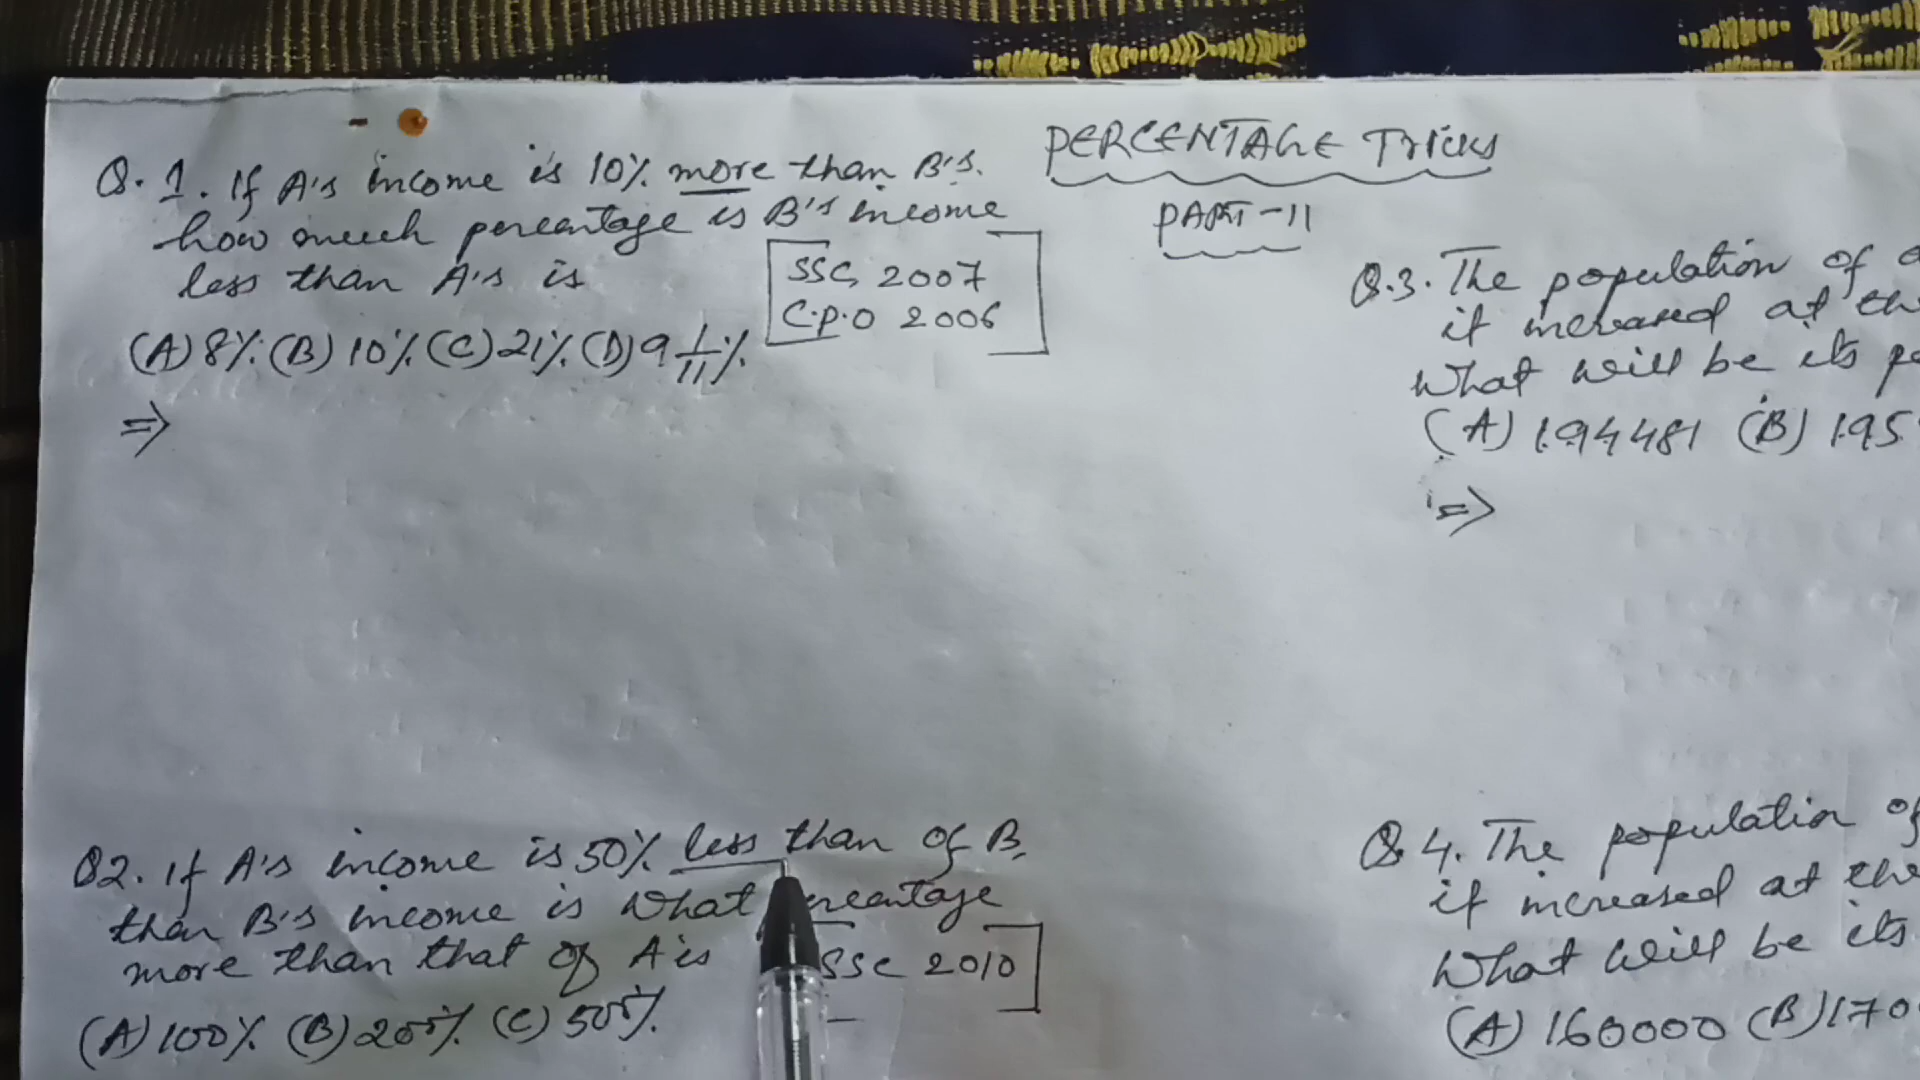 PERCENTAGE Tricks
PART-II
Q.1. If A's income is 10% more than B's.
how much percentage is B's income
less than A's is
SSC 2007
C.P.O 2006
(A) 8% (B) 10% (C) 21% (D) 9 1/11 %
⇒
Q2. If A's income is 50% less than of B,
than B's income is what
more than that of A is
SSC 2010
(A) 100% (B) 200% (C) 500%
Q.3. The population of a
if increased at the
What will be its
(A) 194481 (B) 195
⇒
Q.4. The population of
if increased at the
What will be its
(A) 160000 (B) 170